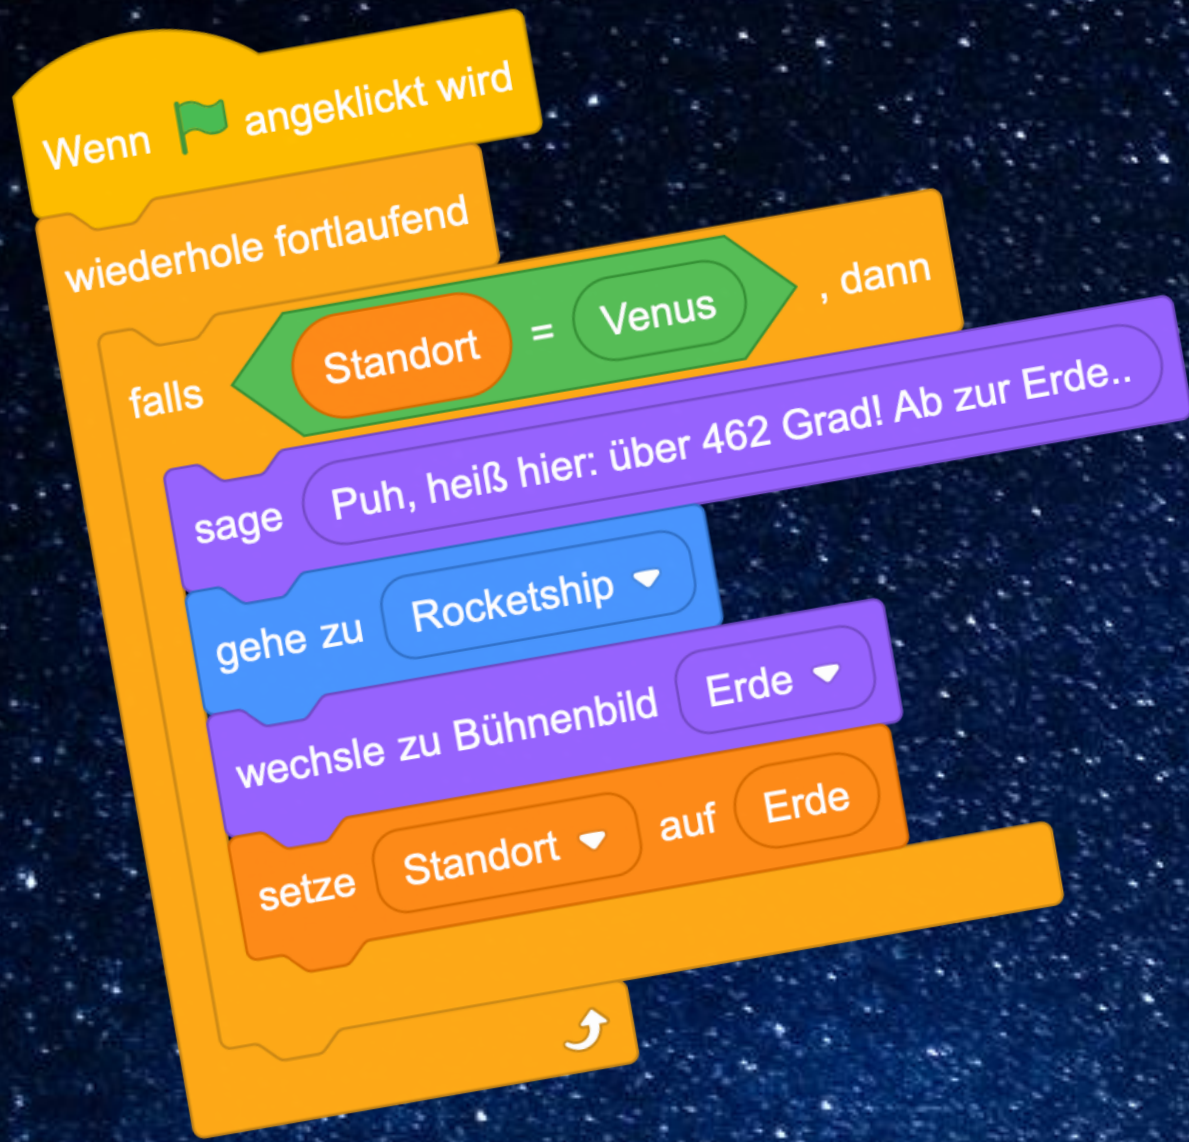 Wenn angeklickt wird
wiederhole fortlaufend
falls Standort = Venus , dann
sage Puh, heiß hier: über 462 Grad! Ab zur Erde..
gehe zu Rocketship
wechsle zu Bühnenbild Erde
setze Standort auf Erde